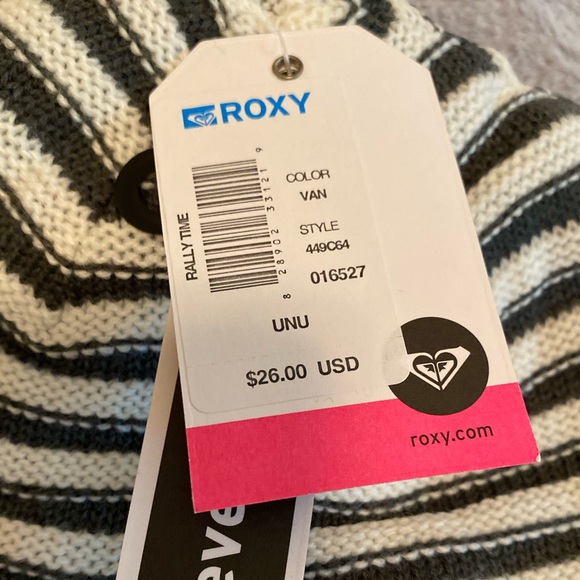 ROXY
RALLY TIME
8 28902 33121 9
COLOR
VAN
STYLE
449C64
016527
UNU
$26.00 USD
roxy.com
eve